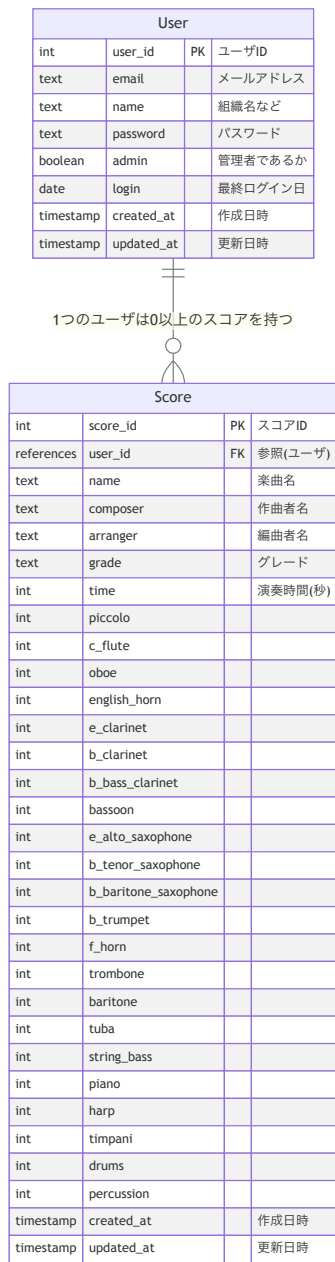 User
int user_id PK ユーザID
text email メールアドレス
text name 組織名など
text password パスワード
boolean admin 管理者であるか
date login 最終ログイン日
timestamp created_at 作成日時
timestamp updated_at 更新日時
1つのユーザは0以上のスコアを持つ
Score
int score_id PK スコアID
references user_id FK 参照(ユーザ)
text name 楽曲名
text composer 作曲者名
text arranger 編曲者名
text grade グレード
int time 演奏時間(秒)
int piccolo
int c_flute
int oboe
int english_horn
int e_clarinet
int b_clarinet
int b_bass_clarinet
int bassoon
int e_alto_saxophone
int b_tenor_saxophone
int b_baritone_saxophone
int b_trumpet
int f_horn
int trombone
int baritone
int tuba
int string_bass
int piano
int harp
int timpani
int drums
int percussion
timestamp created_at 作成日時
timestamp updated_at 更新日時